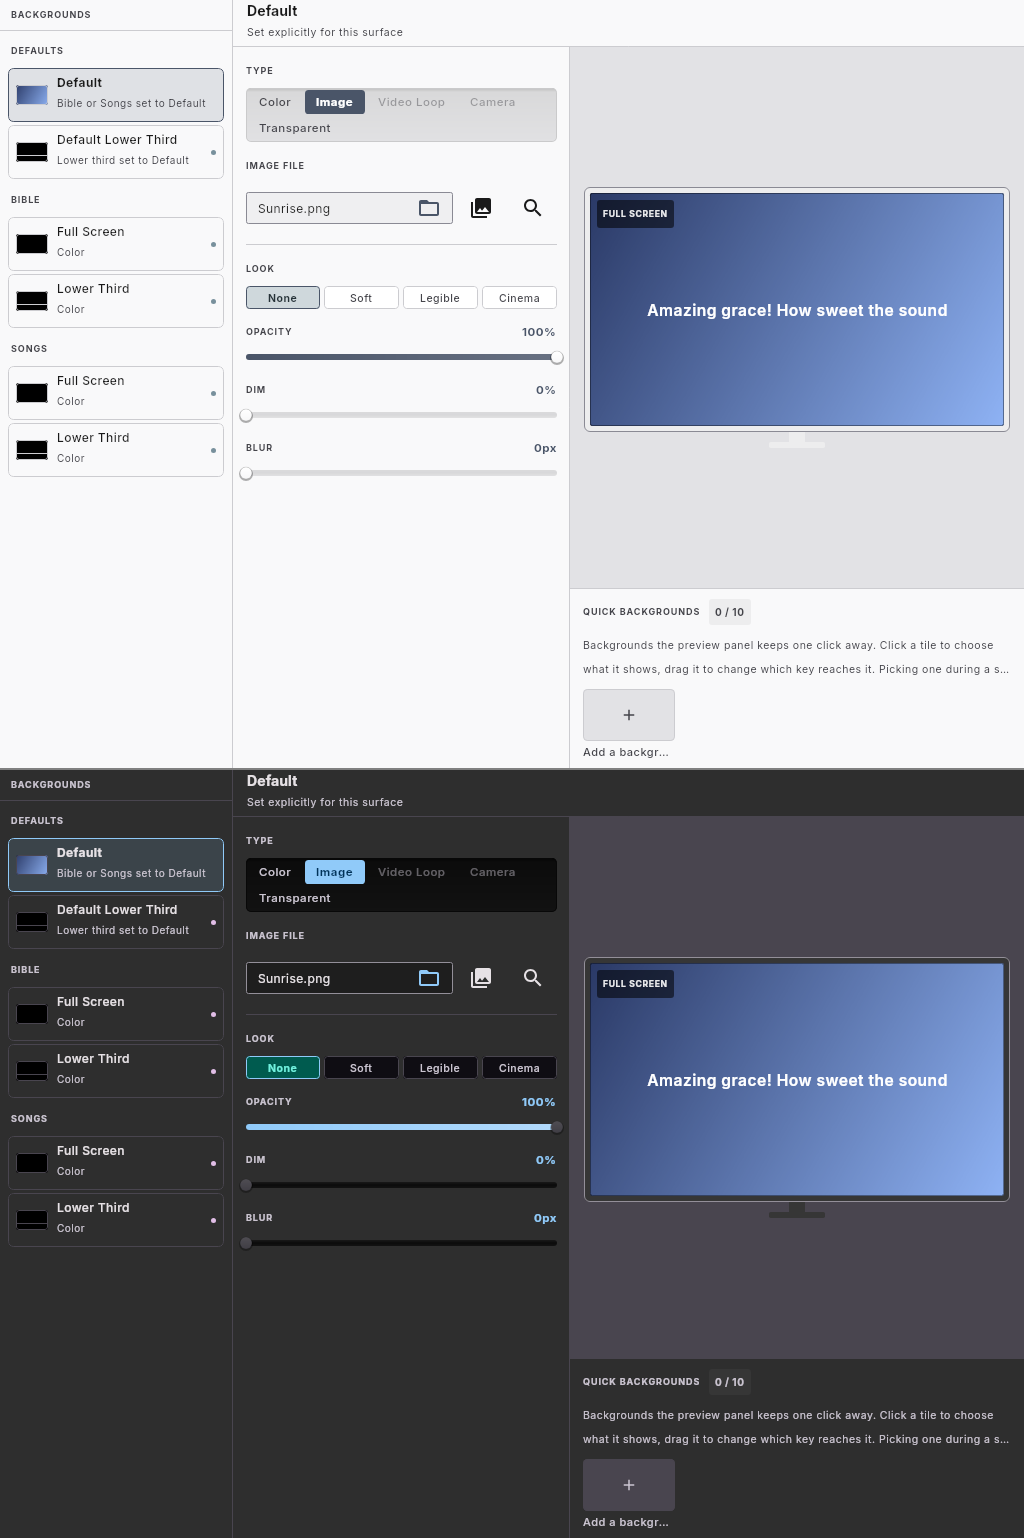 BACKGROUNDS
DEFAULTS
Default
Bible or Songs set to Default
Default Lower Third
Lower third set to Default
BIBLE
Full Screen
Color
Lower Third
Color
SONGS
Full Screen
Color
Lower Third
Color
Default
Set explicitly for this surface
TYPE
Color Image Video Loop Camera
Transparent
IMAGE FILE
Sunrise.png
LOOK
None Soft Legible Cinema
OPACITY 100%
DIM 0%
BLUR 0px
FULL SCREEN
Amazing grace! How sweet the sound
QUICK BACKGROUNDS 0 / 10
Backgrounds the preview panel keeps one click away. Click a tile to choose
what it shows, drag it to change which key reaches it. Picking one during a s...
+
Add a backgr...
BACKGROUNDS
DEFAULTS
Default
Bible or Songs set to Default
Default Lower Third
Lower third set to Default
BIBLE
Full Screen
Color
Lower Third
Color
SONGS
Full Screen
Color
Lower Third
Color
Default
Set explicitly for this surface
TYPE
Color Image Video Loop Camera
Transparent
IMAGE FILE
Sunrise.png
LOOK
None Soft Legible Cinema
OPACITY 100%
DIM 0%
BLUR 0px
FULL SCREEN
Amazing grace! How sweet the sound
QUICK BACKGROUNDS 0 / 10
Backgrounds the preview panel keeps one click away. Click a tile to choose
what it shows, drag it to change which key reaches it. Picking one during a s...
+
Add a backgr...